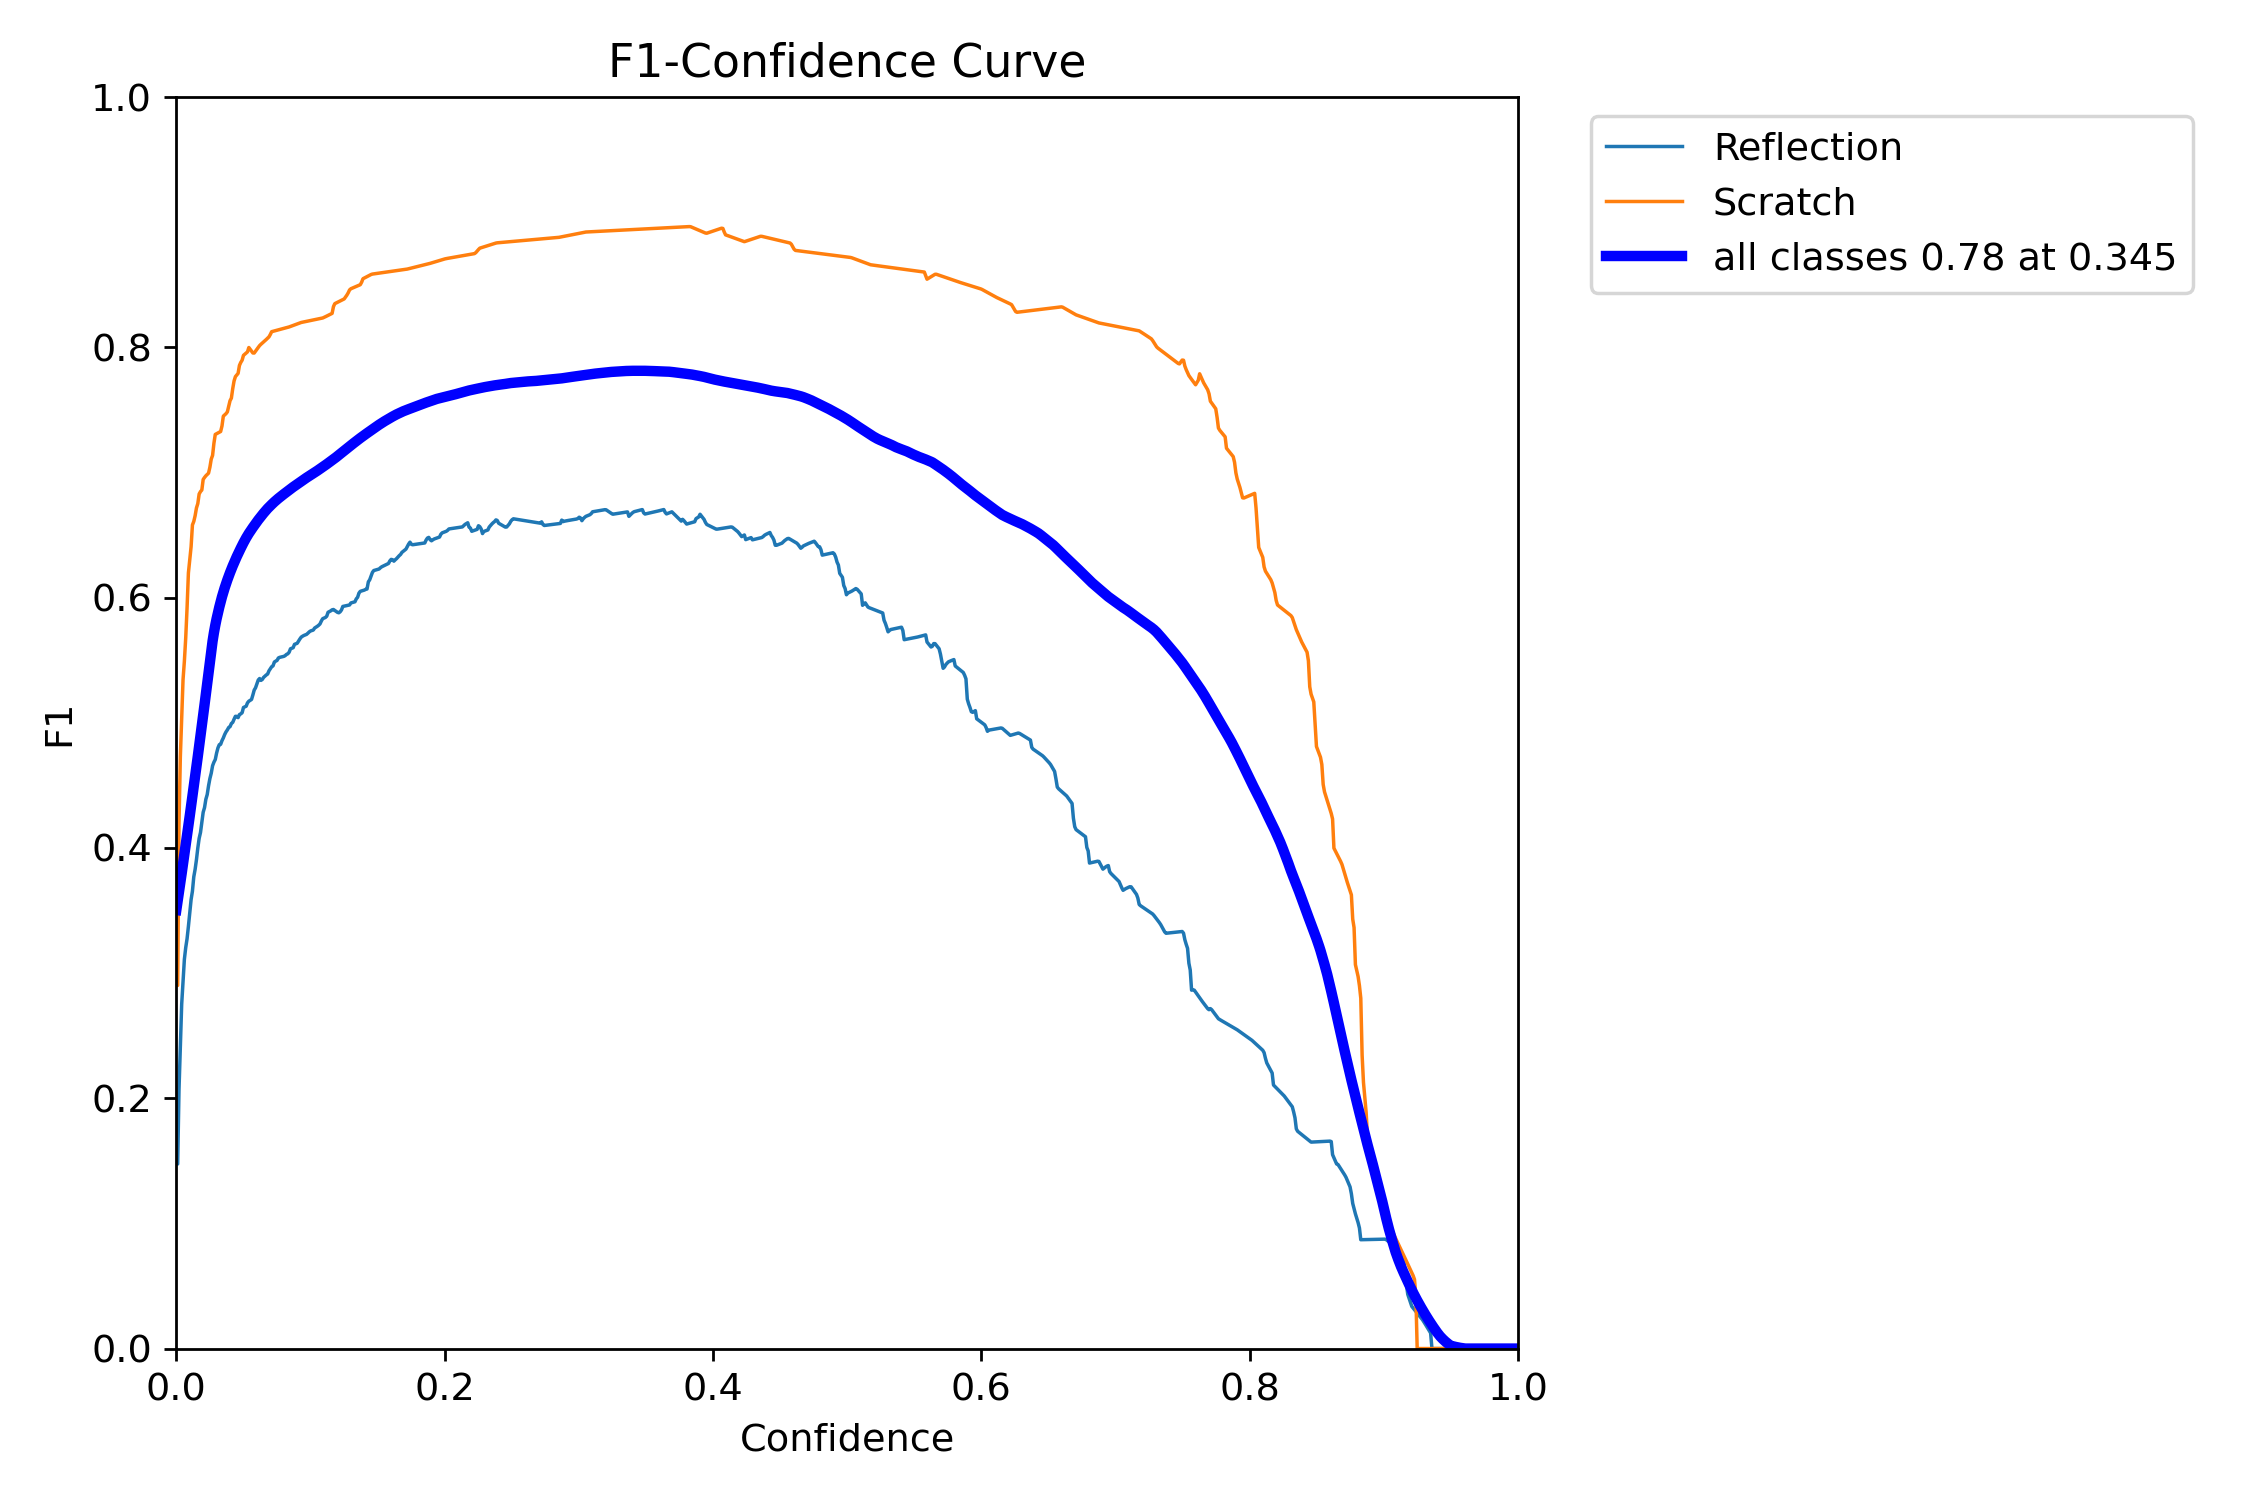 F1-Confidence Curve
1.0
0.8
0.6
0.4
0.2
0.0
F1
0.0 0.2 0.4 0.6 0.8 1.0
Confidence
Reflection
Scratch
all classes 0.78 at 0.345